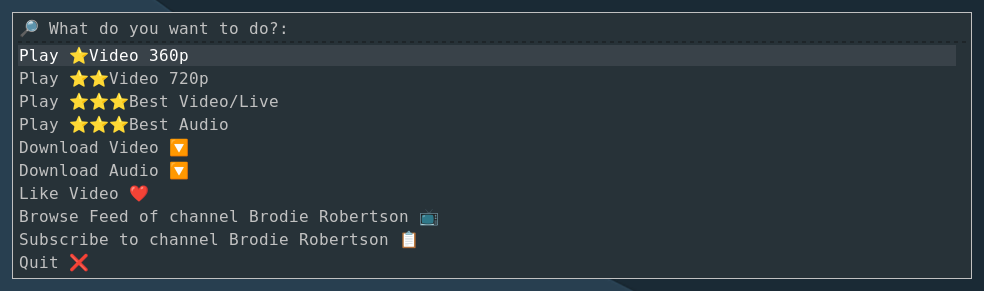 🔎 What do you want to do?:
Play ⭐Video 360p
Play ⭐⭐Video 720p
Play ⭐⭐⭐Best Video/Live
Play ⭐⭐⭐Best Audio
Download Video 🔽
Download Audio 🔽
Like Video ❤️
Browse Feed of channel Brodie Robertson 📺
Subscribe to channel Brodie Robertson 📋
Quit ❌